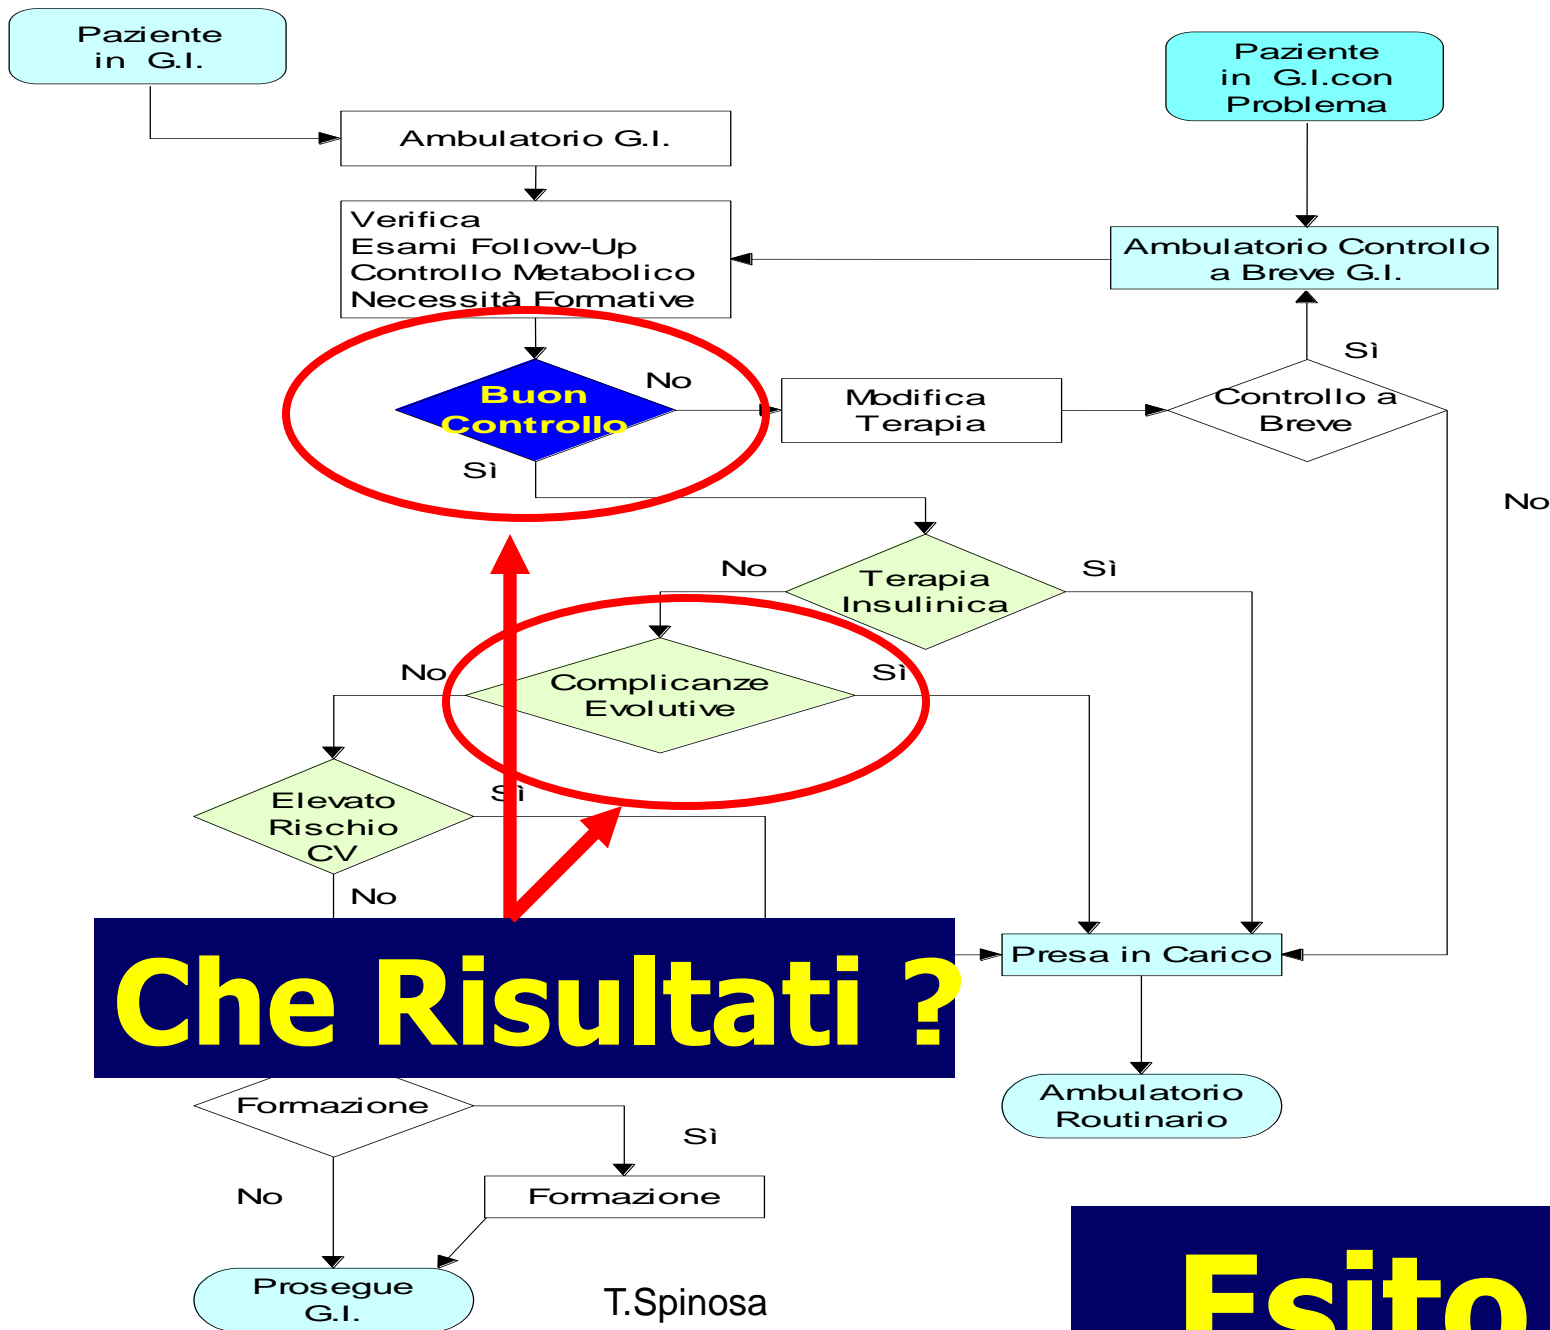 Paziente
in G.I.
Paziente
in G.I.con
Problema
Ambulatorio G.I.
Verifica
Esami Follow-Up
Controllo Metabolico
Necessità Formative
Ambulatorio Controllo
a Breve G.I.
Buon
Controllo
No
Sì
Modifica
Terapia
Controllo a
Breve
Sì
No
Terapia
Insulinica
No
Sì
Complicanze
Evolutive
No
Sì
Elevato
Rischio
CV
Sì
No
Che Risultati ?
Presa in Carico
Ambulatorio
Routinario
Formazione
Sì
No
Formazione
Prosegue
G.I.
T.Spinosa
Esito